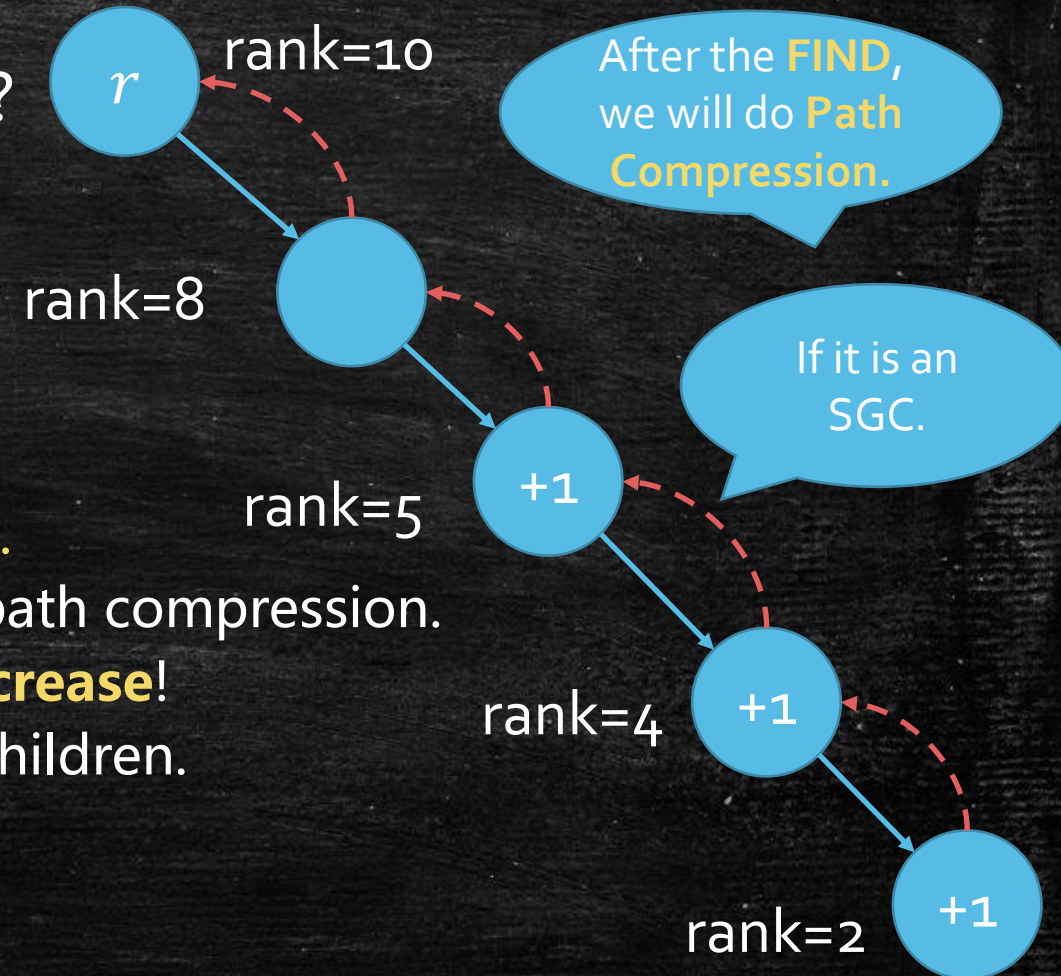 ?
r
rank=10
After the FIND,
we will do Path
Compression.
rank=8
If it is an
SGC.
rank=5
+1
.
path compression.
crease!
rank=4
+1
hildren.
rank=2
+1